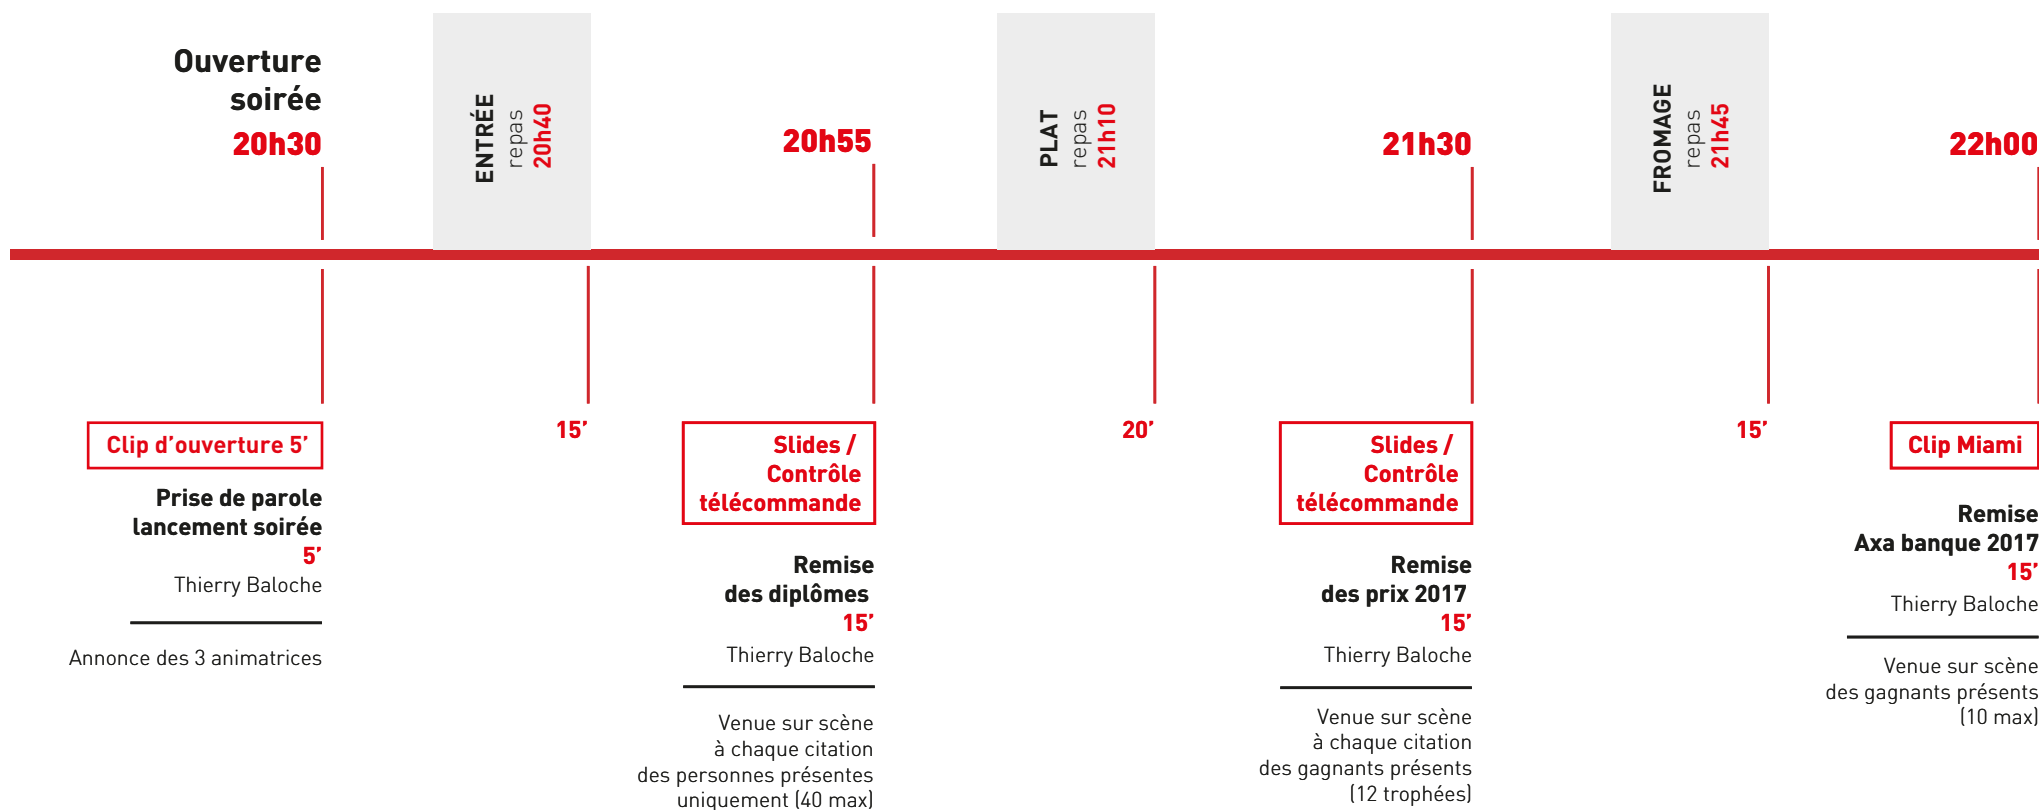 Ouverture
soirée
20h30
ENTRÉE
repas
20h40
20h55
PLAT
repas
21h10
21h30
FROMAGE
repas
21h45
22h00
Clip d’ouverture 5’
Prise de parole
lancement soirée
5’
Thierry Baloche
Annonce des 3 animatrices
15’
Slides /
Contrôle
télécommande
Remise
des diplômes
15’
Thierry Baloche
Venue sur scène
à chaque citation
des personnes présentes
uniquement (40 max)
20’
Slides /
Contrôle
télécommande
Remise
des prix 2017
15’
Thierry Baloche
Venue sur scène
à chaque citation
des gagnants présents
(12 trophées)
15’
Clip Miami
Remise
Axa banque 2017
15’
Thierry Baloche
Venue sur scène
des gagnants présents
(10 max)